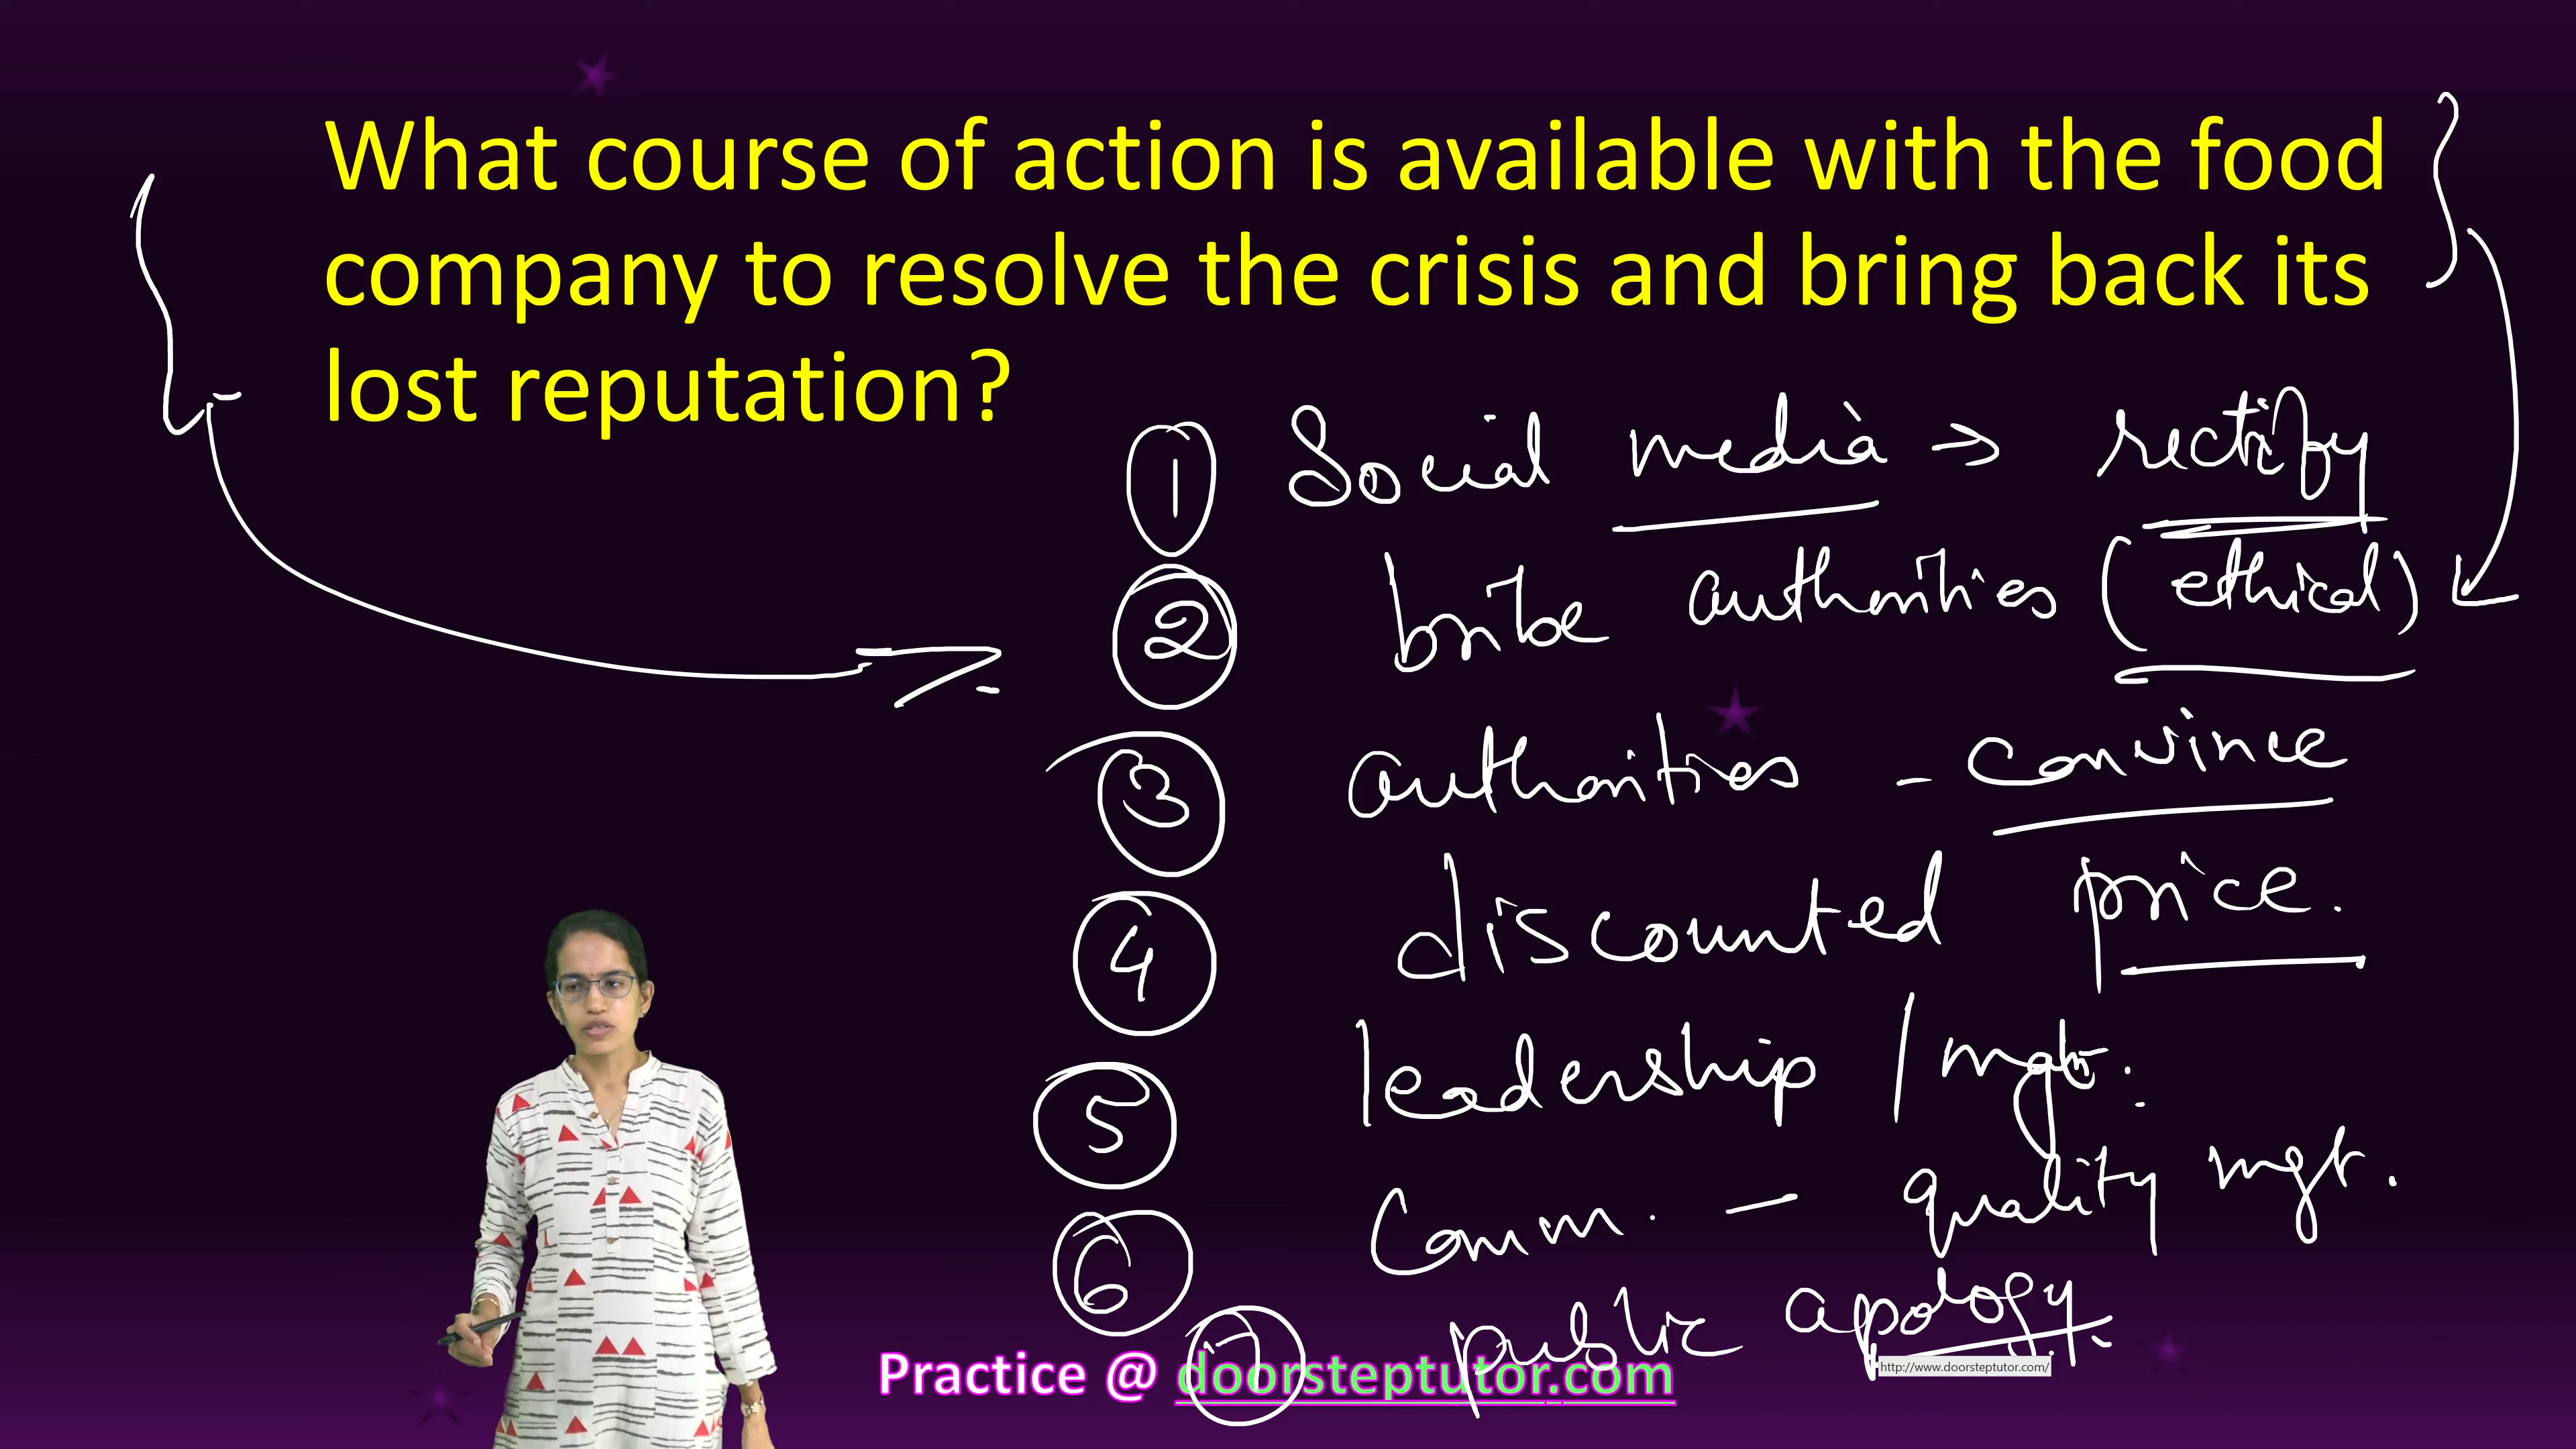 What course of action is available with the food
company to resolve the crisis and bring back its
lost reputation?
1 Social media → rectify
2 bribe authorities (ethical)
3 authorities - convince
4 discounted price.
5 leadership / mgt.
6 Comm. - quality mgt.
7 public apology.
Practice @ doorsteptutor.com
http://www.doorsteptutor.com/